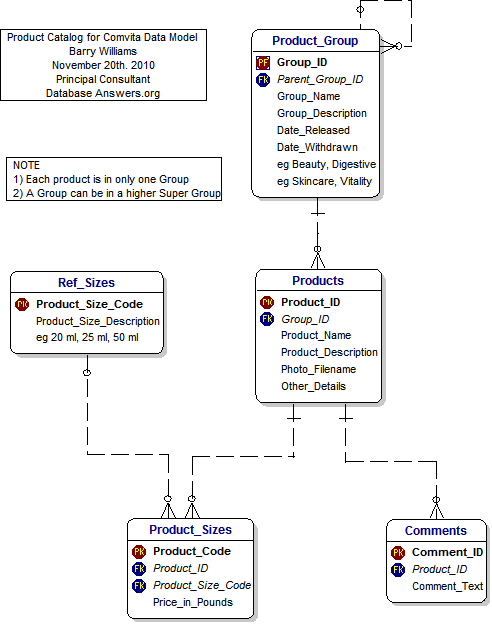 Product Catalog for Comvita Data Model
Barry Williams
November 20th. 2010
Principal Consultant
Database Answers.org
NOTE
1) Each product is in only one Group
2) A Group can be in a higher Super Group
Product_Group
PF Group_ID
FK Parent_Group_ID
Group_Name
Group_Description
Date_Released
Date_Withdrawn
eg Beauty, Digestive
eg Skincare, Vitality
Ref_Sizes
PK Product_Size_Code
Product_Size_Description
eg 20 ml, 25 ml, 50 ml
Products
PK Product_ID
FK Group_ID
Product_Name
Product_Description
Photo_Filename
Other_Details
Product_Sizes
PK Product_Code
FK Product_ID
FK Product_Size_Code
Price_in_Pounds
Comments
PK Comment_ID
FK Product_ID
Comment_Text